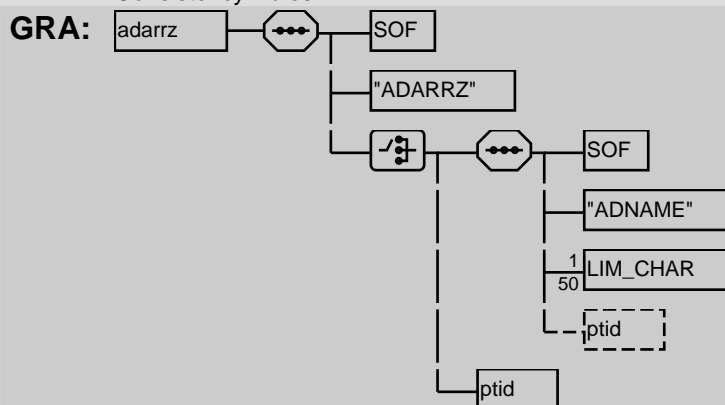 GRA: adarrz SOF
"ADARRZ"
SOF
"ADNAME"
1 LIM_CHAR
50
ptid
ptid